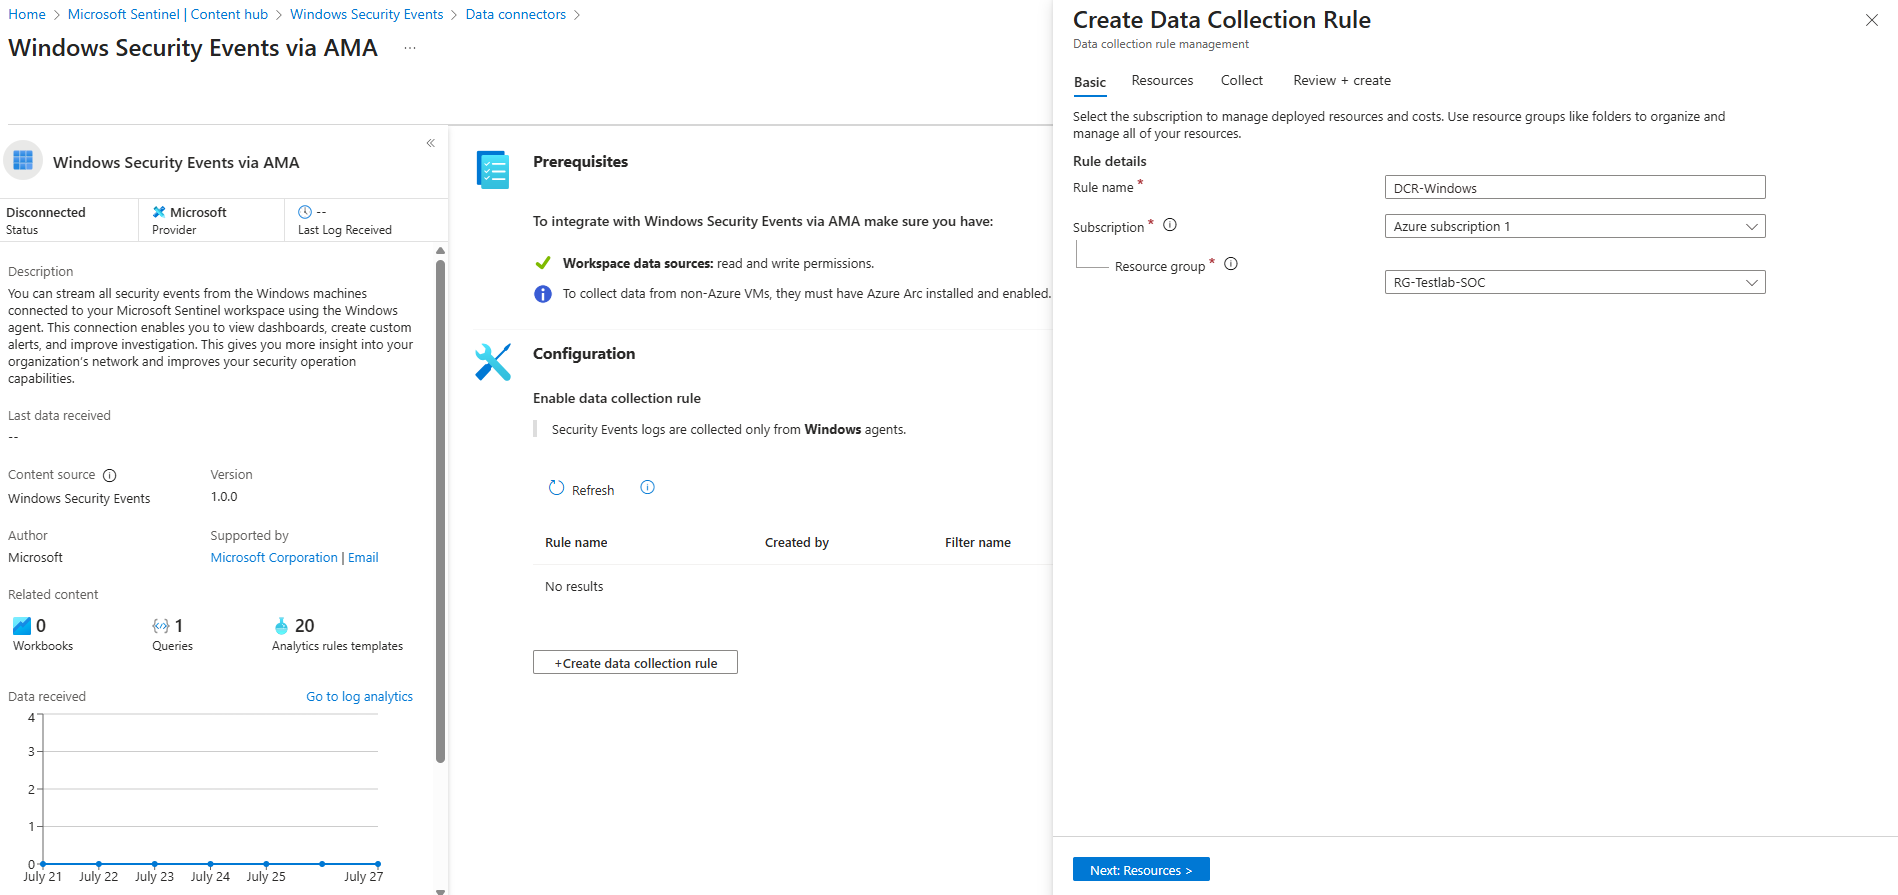 Home > Microsoft Sentinel | Content hub > Windows Security Events > Data connectors >
Windows Security Events via AMA ...
«
Windows Security Events via AMA
Disconnected
Status
Microsoft
Provider
--
Last Log Received
Description
You can stream all security events from the Windows machines
connected to your Microsoft Sentinel workspace using the Windows
agent. This connection enables you to view dashboards, create custom
alerts, and improve investigation. This gives you more insight into your
organization's network and improves your security operation
capabilities.
Last data received
--
Content source
Windows Security Events
Version
1.0.0
Author
Microsoft
Supported by
Microsoft Corporation | Email
Related content
0
Workbooks
1
Queries
20
Analytics rules templates
Data received
Go to log analytics
4
3
2
1
0
July 21 July 22 July 23 July 24 July 25 July 27
Prerequisites
To integrate with Windows Security Events via AMA make sure you have:
Workspace data sources: read and write permissions.
To collect data from non-Azure VMs, they must have Azure Arc installed and enabled.
Configuration
Enable data collection rule
Security Events logs are collected only from Windows agents.
Refresh
Rule name Created by Filter name
No results
+Create data collection rule
Create Data Collection Rule
Data collection rule management
Basic Resources Collect Review + create
Select the subscription to manage deployed resources and costs. Use resource groups like folders to organize and
manage all of your resources.
Rule details
Rule name *
DCR-Windows
Subscription *
Azure subscription 1
Resource group *
RG-Testlab-SOC
Next: Resources >